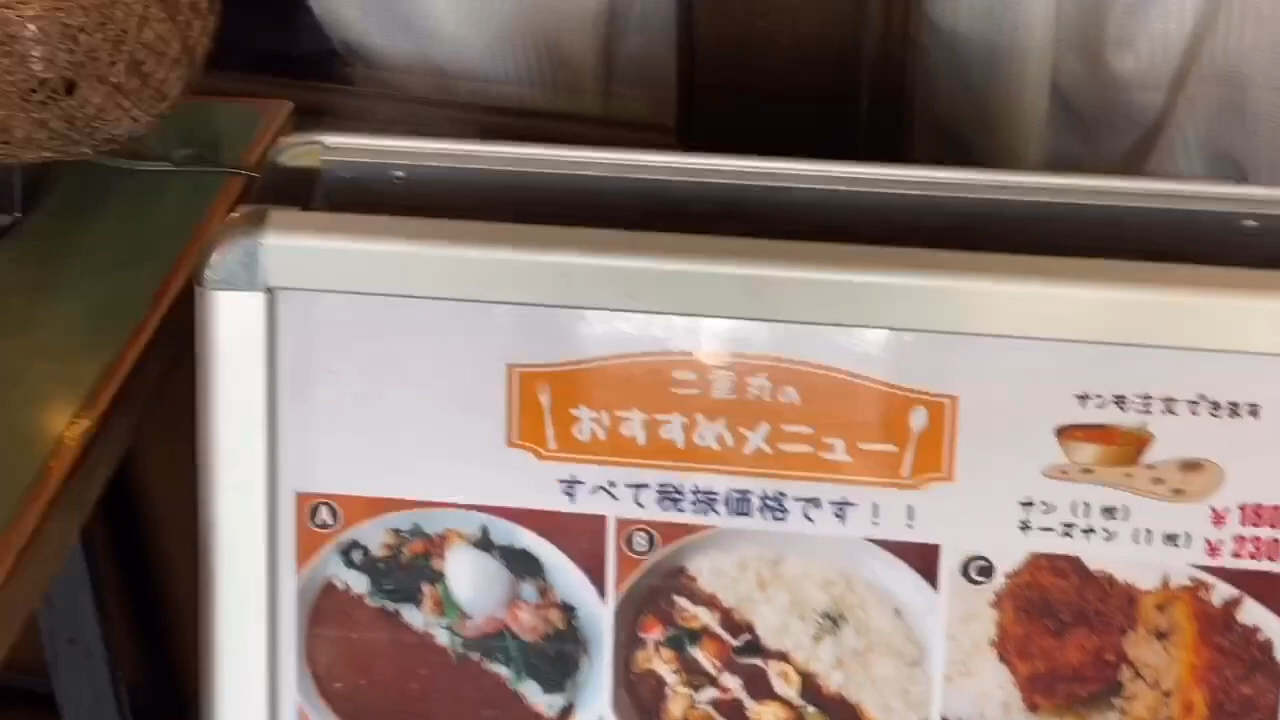 二重丸の
おすすめメニュー
すべて税抜価格です！！
ナンも注文できます
ナン（1枚） ￥180
チーズナン（1枚） ￥230
A
B
C